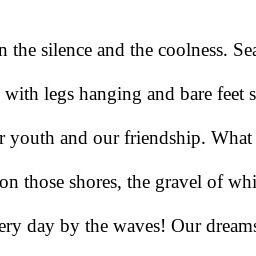 n the silence and the coolness. Sea
with legs hanging and bare feet s
r youth and our friendship. What
on those shores, the gravel of whi
ery day by the waves! Our dreams